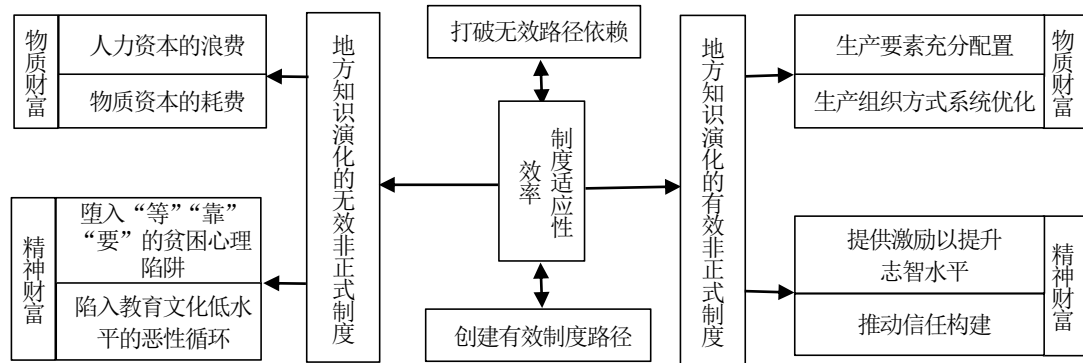 物质财富
人力资本的浪费
物质资本的耗费
精神财富
堕入“等”“靠”
“要”的贫困心理
陷阱
陷入教育文化低水
平的恶性循环
地方知识演化的无效非正式制度
打破无效路径依赖
制度适应性
效率
创建有效制度路径
地方知识演化的有效非正式制度
生产要素充分配置
生产组织方式系统优化
物质财富
提供激励以提升
志智水平
推动信任构建
精神财富